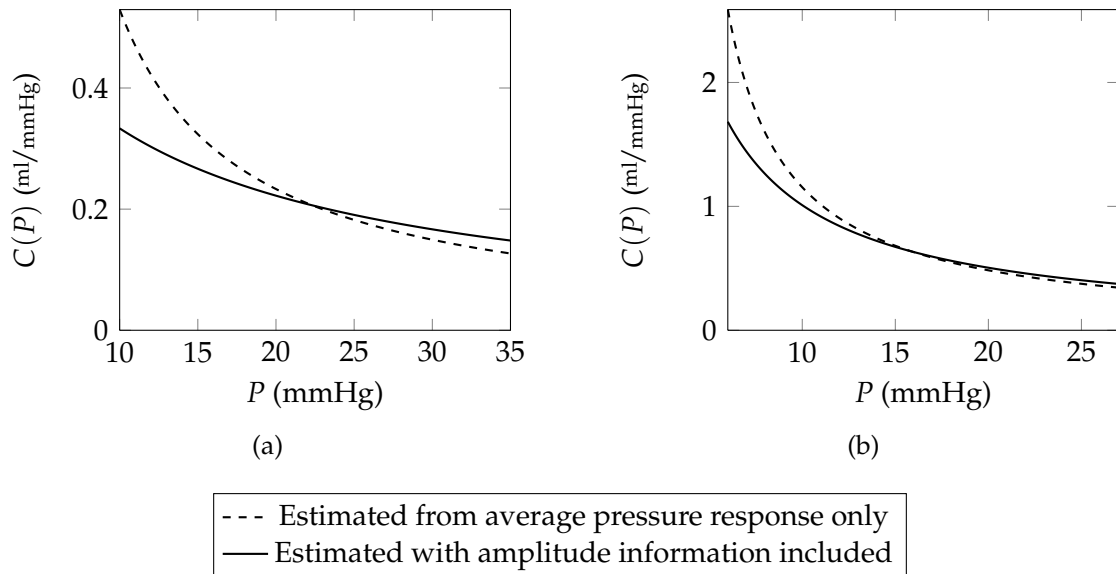 0.4
0.2
0
10 15 20 25 30 35
C(P) (ml/mmHg)
P (mmHg)
(a)
2
1
0
10 15 20 25
C(P) (ml/mmHg)
P (mmHg)
(b)
Estimated from average pressure response only
Estimated with amplitude information included